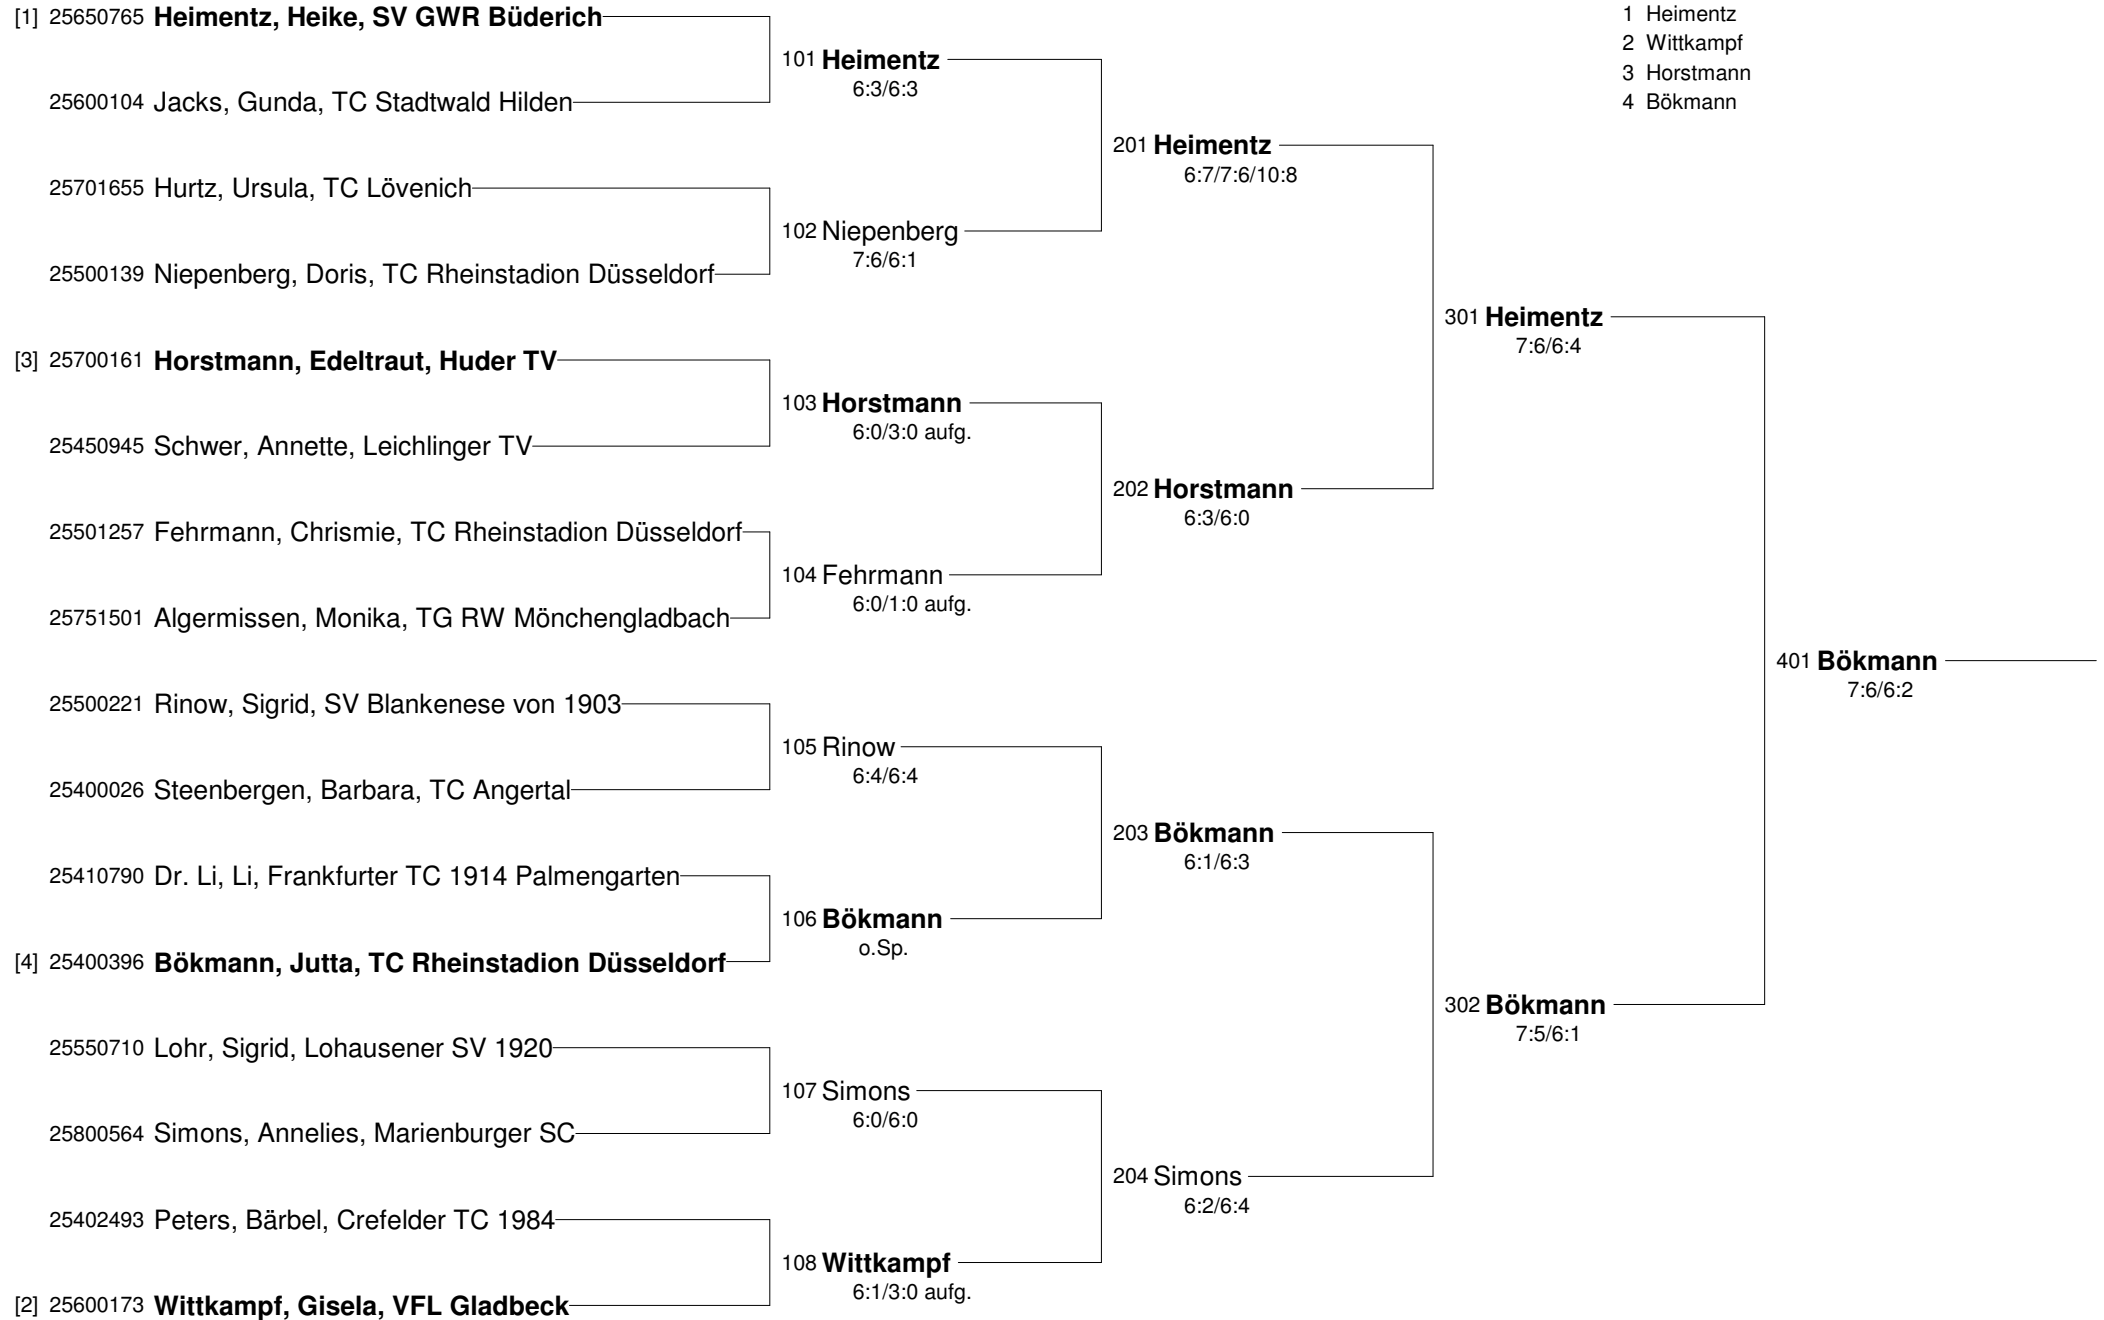 [1] 25650765 Heimentz, Heike, SV GWR Büderich
25600104 Jacks, Gunda, TC Stadtwald Hilden
25701655 Hurtz, Ursula, TC Lövenich
25500139 Niepenberg, Doris, TC Rheinstadion Düsseldorf
[3] 25700161 Horstmann, Edeltraut, Huder TV
25450945 Schwer, Annette, Leichlinger TV
25501257 Fehrmann, Chrismie, TC Rheinstadion Düsseldorf
25751501 Algermissen, Monika, TG RW Mönchengladbach
25500221 Rinow, Sigrid, SV Blankenese von 1903
25400026 Steenbergen, Barbara, TC Angertal
25410790 Dr. Li, Li, Frankfurter TC 1914 Palmengarten
[4] 25400396 Bökmann, Jutta, TC Rheinstadion Düsseldorf
25550710 Lohr, Sigrid, Lohausener SV 1920
25800564 Simons, Annelies, Marienburger SC
25402493 Peters, Bärbel, Crefelder TC 1984
[2] 25600173 Wittkampf, Gisela, VFL Gladbeck
101 Heimentz
6:3/6:3
102 Niepenberg
7:6/6:1
103 Horstmann
6:0/3:0 aufg.
104 Fehrmann
6:0/1:0 aufg.
105 Rinow
6:4/6:4
106 Bökmann
o.Sp.
107 Simons
6:0/6:0
108 Wittkampf
6:1/3:0 aufg.
201 Heimentz
6:7/7:6/10:8
202 Horstmann
6:3/6:0
203 Bökmann
6:1/6:3
204 Simons
6:2/6:4
301 Heimentz
7:6/6:4
302 Bökmann
7:5/6:1
401 Bökmann
7:6/6:2
1 Heimentz
2 Wittkampf
3 Horstmann
4 Bökmann